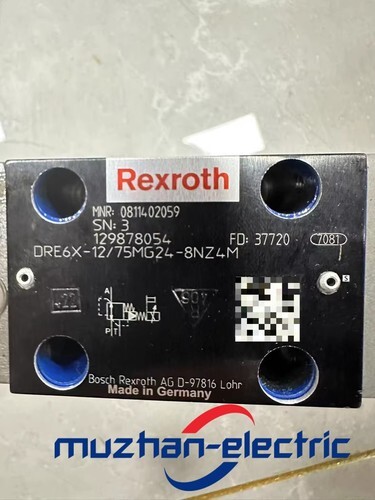 Rexroth
MNR: 0811402059
SN: 3
129878054 FD: 37720 7081
DRE6X-12/75MG24-8NZ4M
A
P T
S
Bosch Rexroth AG D-97816 Lohr
Made in Germany
muzhan-electric